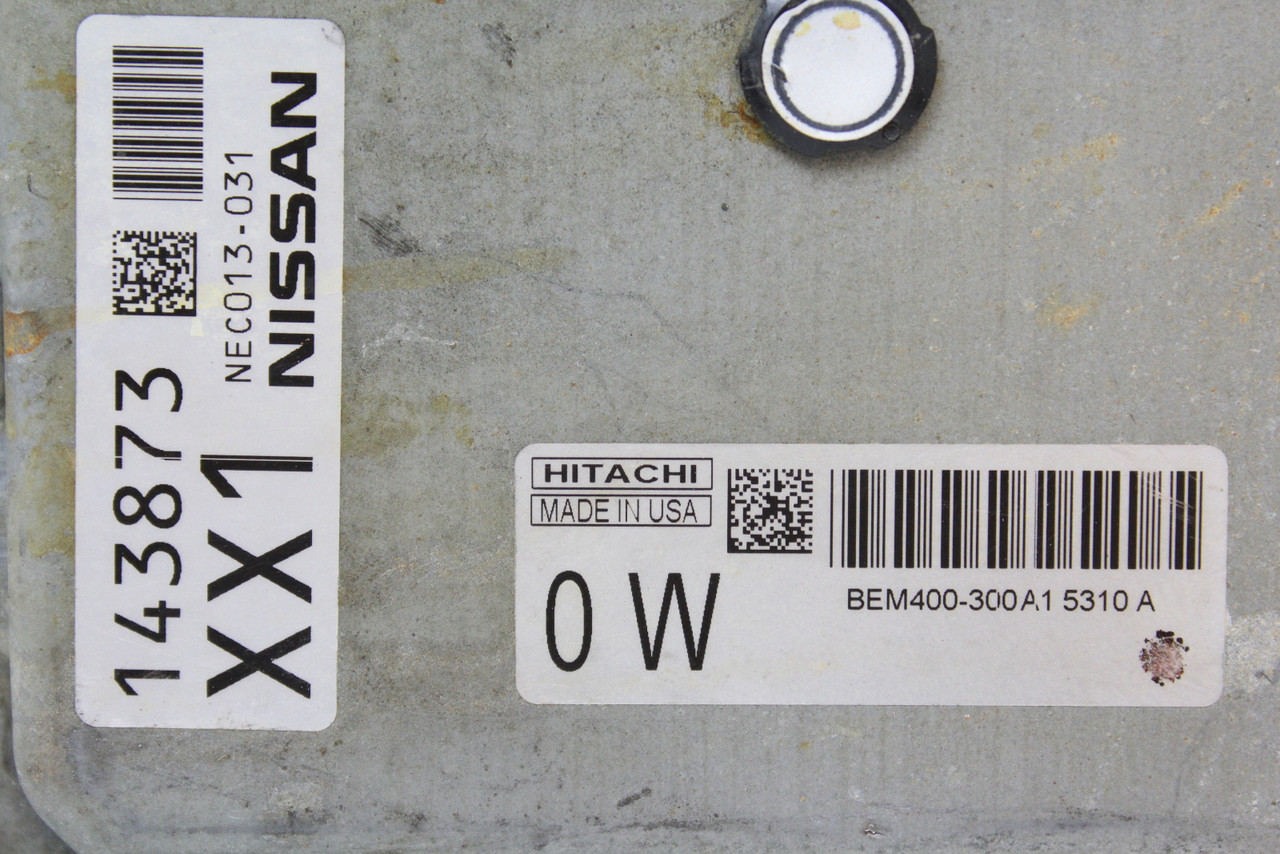 NISSAN
NEC013-031
143873
XX1
HITACHI
MADE IN USA
0 W
BEM400-300 A1 5310 A